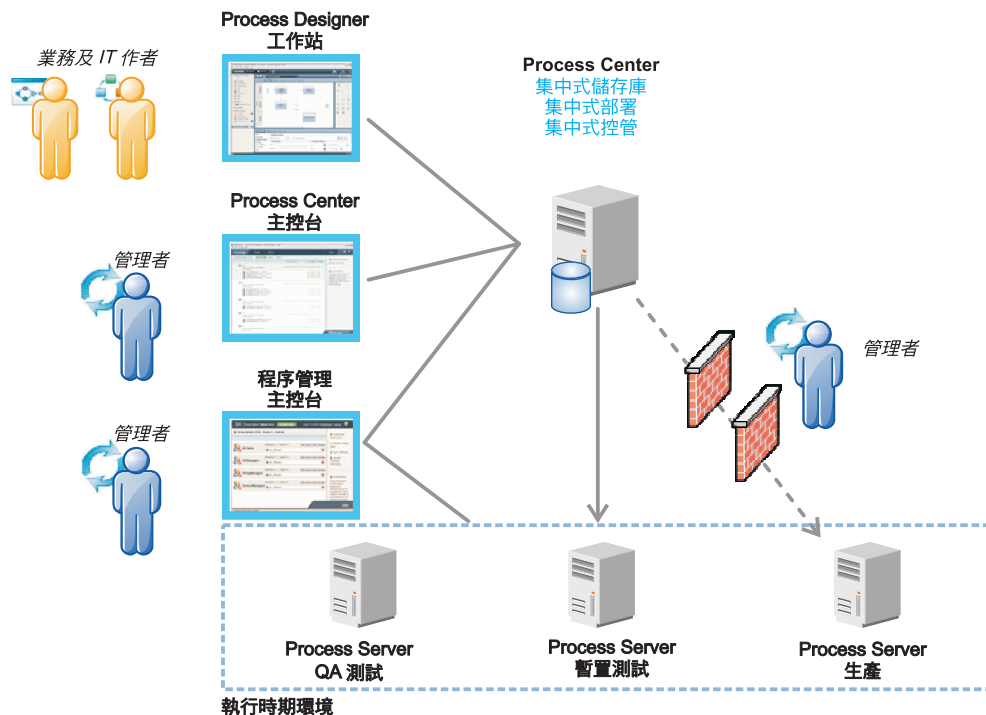 Process Designer
工作站
業務及 IT 作者
Process Center
集中式儲存庫
集中式部署
集中式控管
Process Center
主控台
管理者
管理者
程序管理
主控台
管理者
Process Server
QA 測試
Process Server
暫置測試
Process Server
生產
執行時期環境